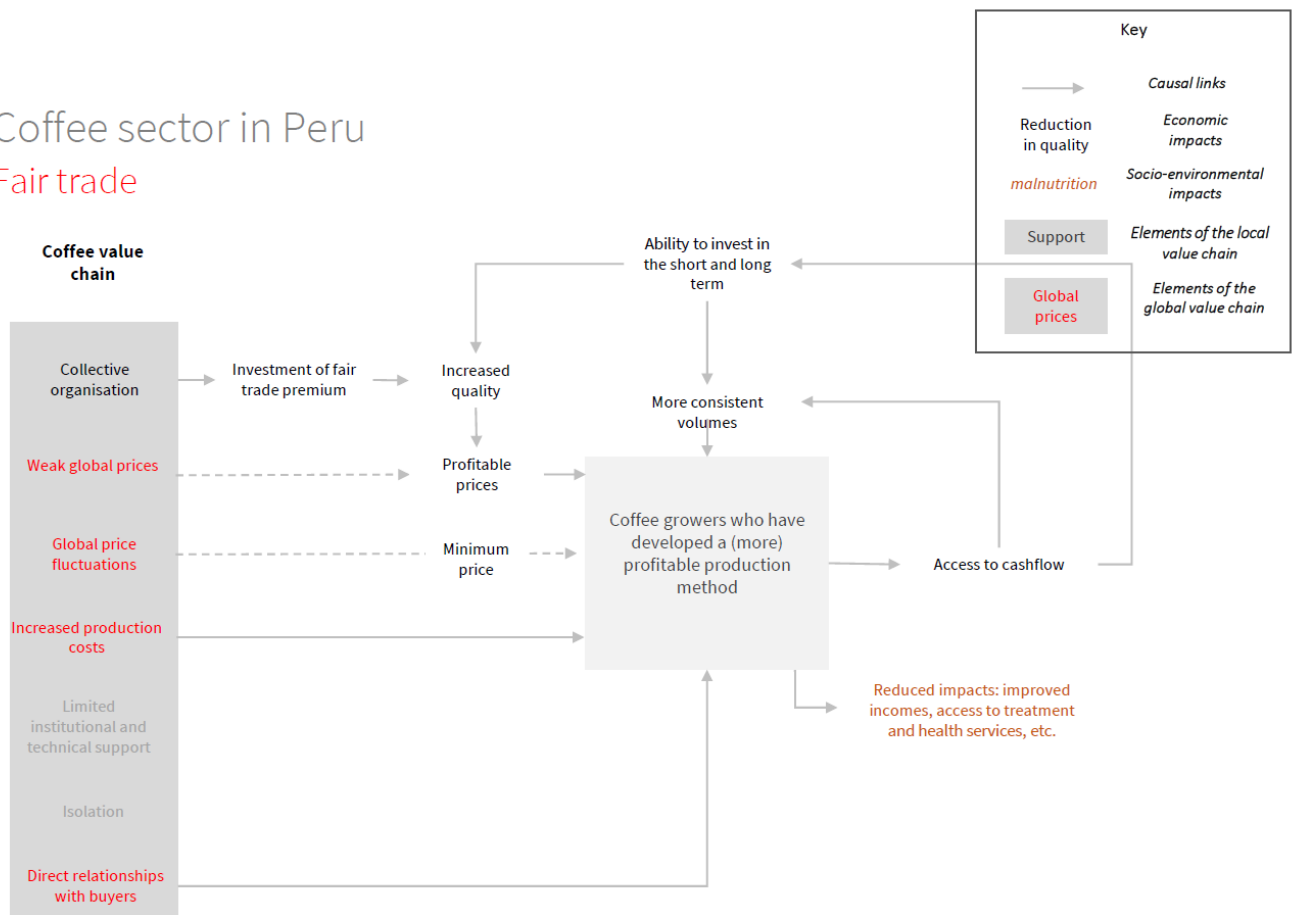 Key
Causal links
Reduction
in quality
Economic
impacts
malnutrition
Socio-environmental
impacts
Support
Elements of the local
value chain
Global
prices
Elements of the
global value chain
Coffee sector in Peru
Fair trade
Coffee value
chain
Ability to invest in
the short and long
term
Collective
organisation
Investment of fair
trade premium
Increased
quality
More consistent
volumes
Weak global prices
Profitable
prices
Coffee growers who have
developed a (more)
profitable production
method
Global price
fluctuations
Minimum
price
Access to cashflow
Increased production
costs
Limited
institutional and
technical support
Reduced impacts: improved
incomes, access to treatment
and health services, etc.
Isolation
Direct relationships
with buyers